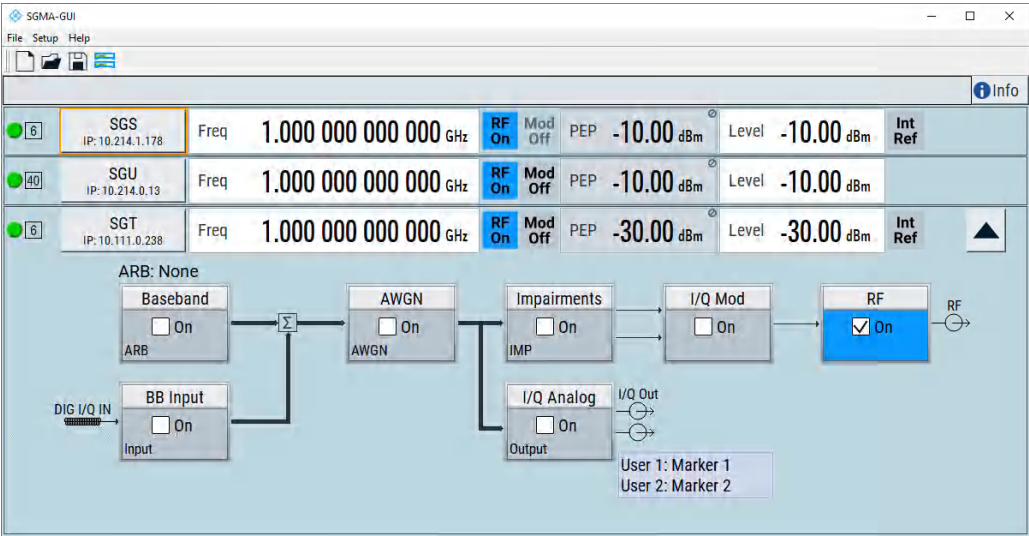 SGMA-GUI
File Setup Help
Info
6 SGS IP: 10.214.1.178 Freq 1.000 000 000 000 GHz RF On Mod Off PEP -10.00 dBm Level -10.00 dBm Int Ref
40 SGU IP: 10.214.0.13 Freq 1.000 000 000 000 GHz RF On Mod Off PEP -10.00 dBm Level -10.00 dBm
6 SGT IP: 10.111.0.238 Freq 1.000 000 000 000 GHz RF On Mod Off PEP -30.00 dBm Level -30.00 dBm Int Ref
ARB: None
Baseband AWGN Impairments I/Q Mod RF RF
On Σ On On On On
ARB AWGN IMP
BB Input I/Q Analog I/Q Out
DIG I/Q IN On On
Input Output
User 1: Marker 1
User 2: Marker 2